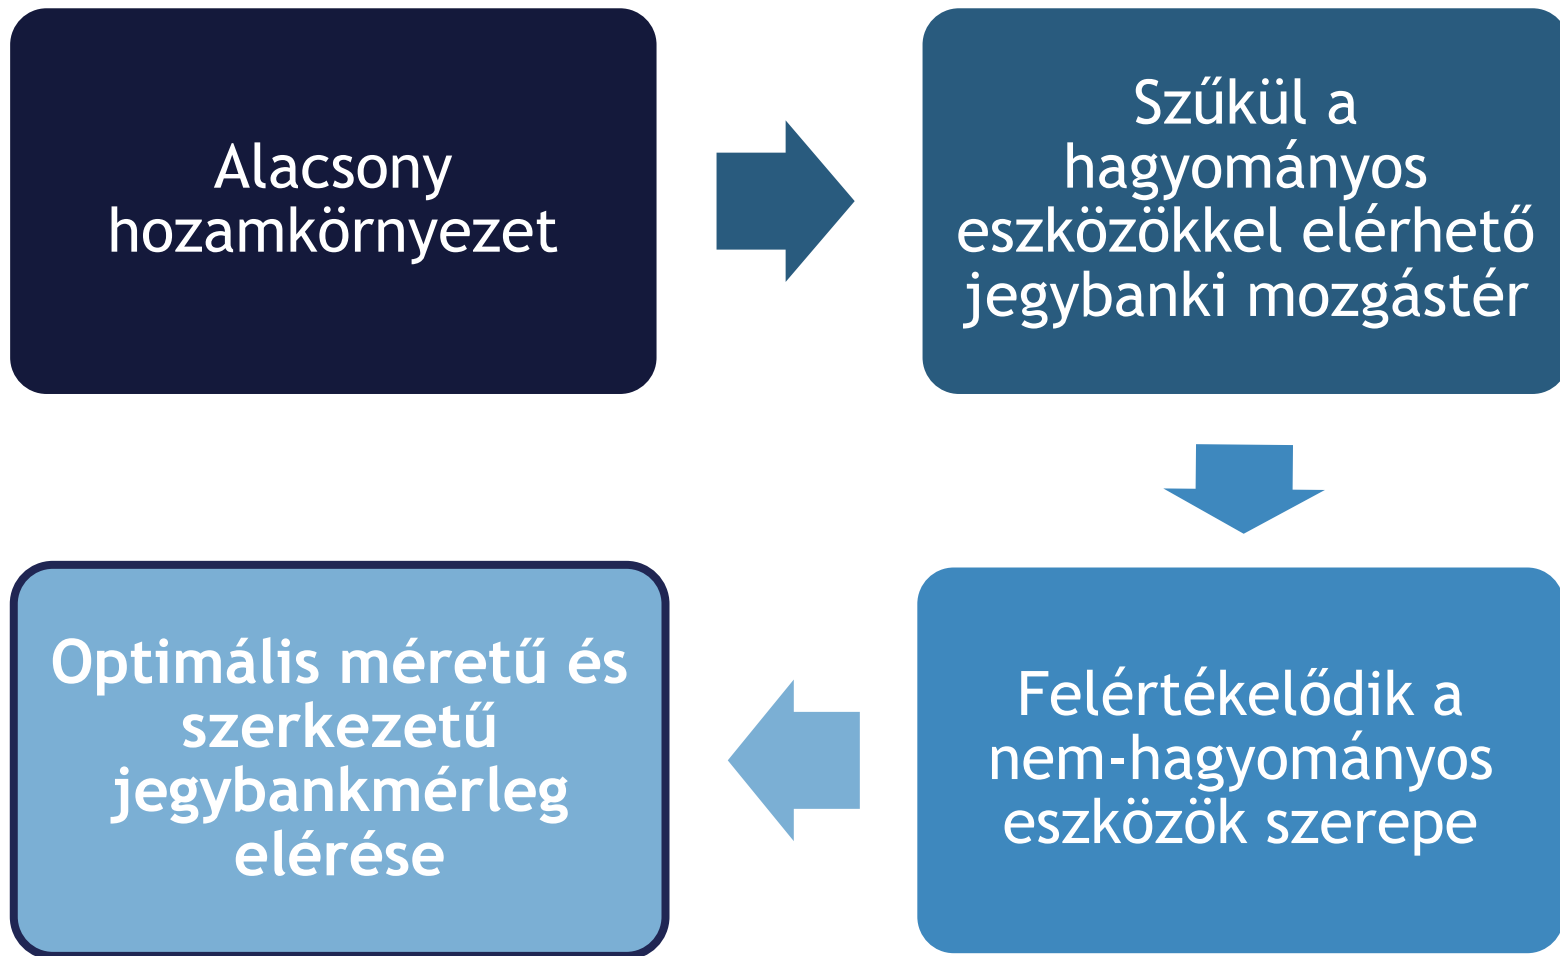 Alacsony
hozamkörnyezet
Szűkül a
hagyományos
eszközökkel elérhető
jegybanki mozgástér
Felértékelődik a
nem-hagyományos
eszközök szerepe
Optimális méretű és
szerkezetű
jegybankmérleg
elérése